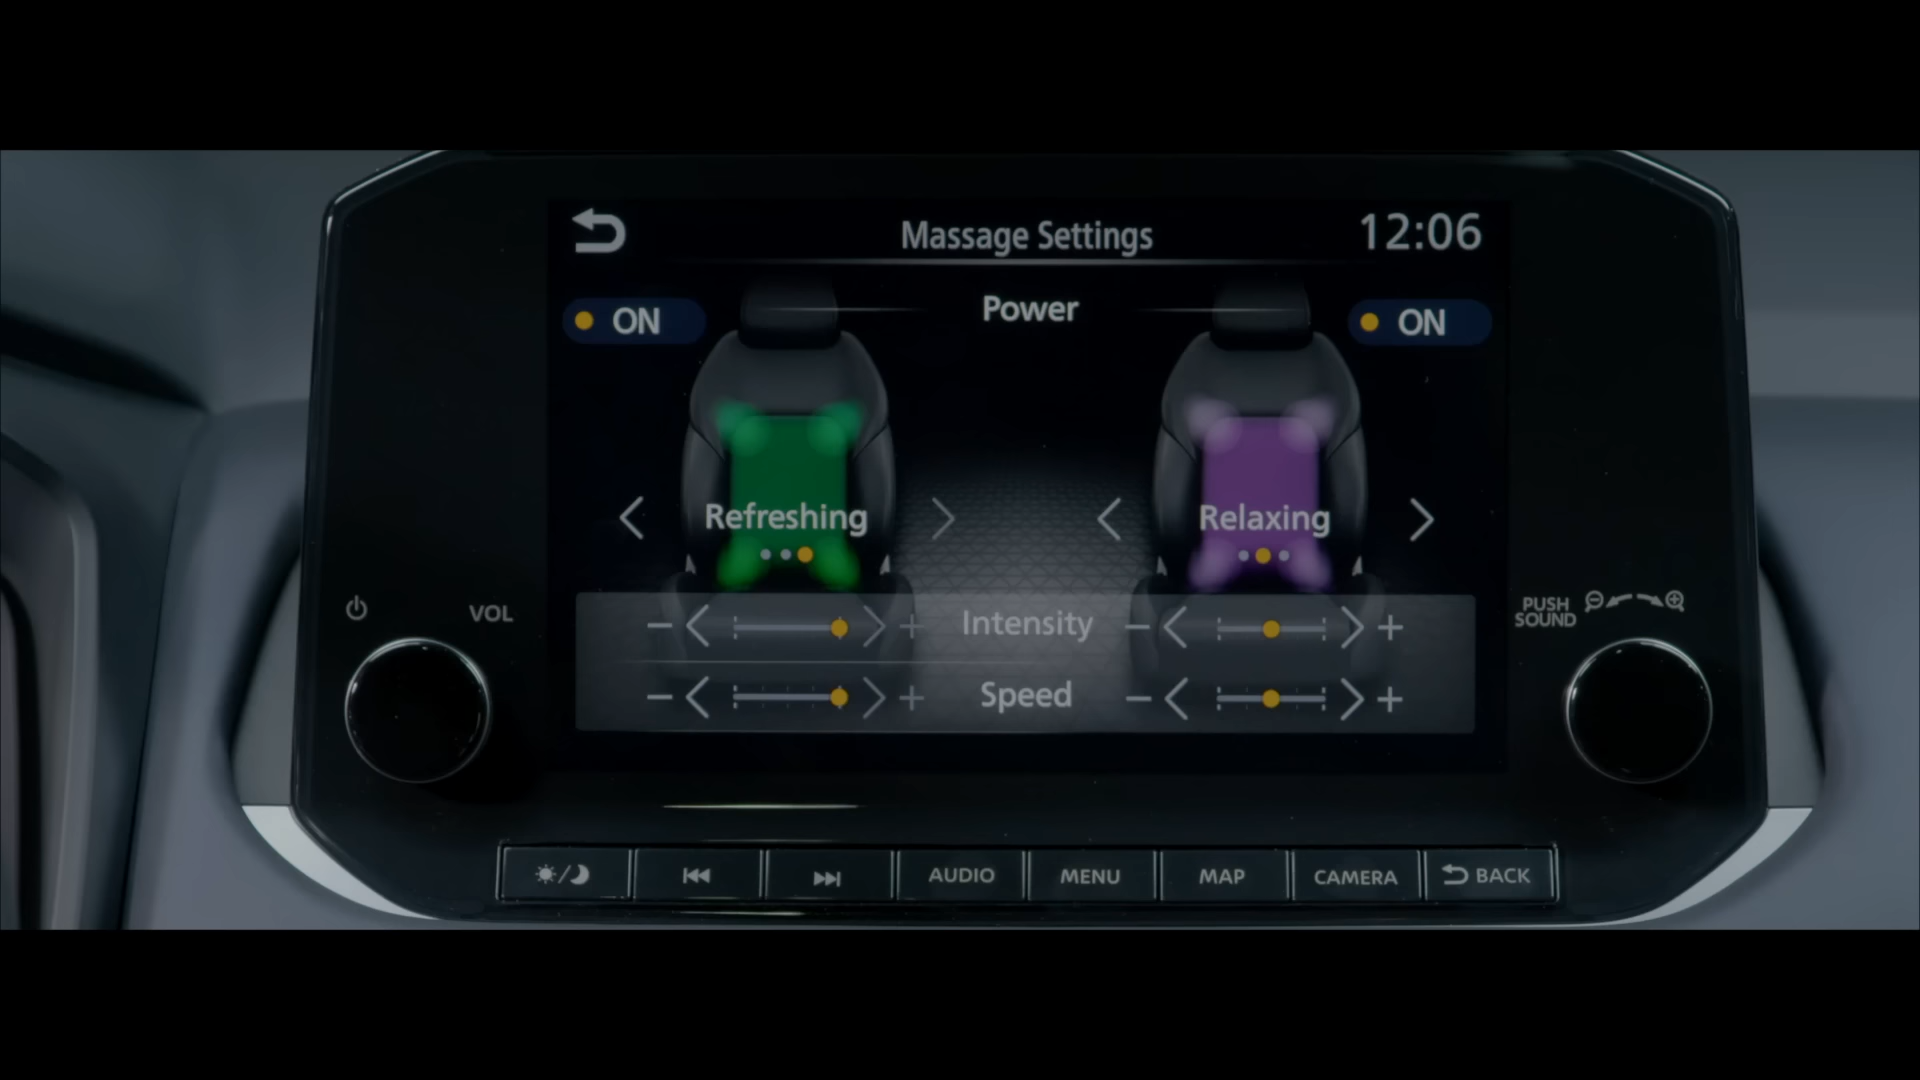 Massage Settings
12:06
ON
Power
ON
Refreshing
Relaxing
Intensity
Speed
VOL
PUSH
SOUND
AUDIO
MENU
MAP
CAMERA
BACK